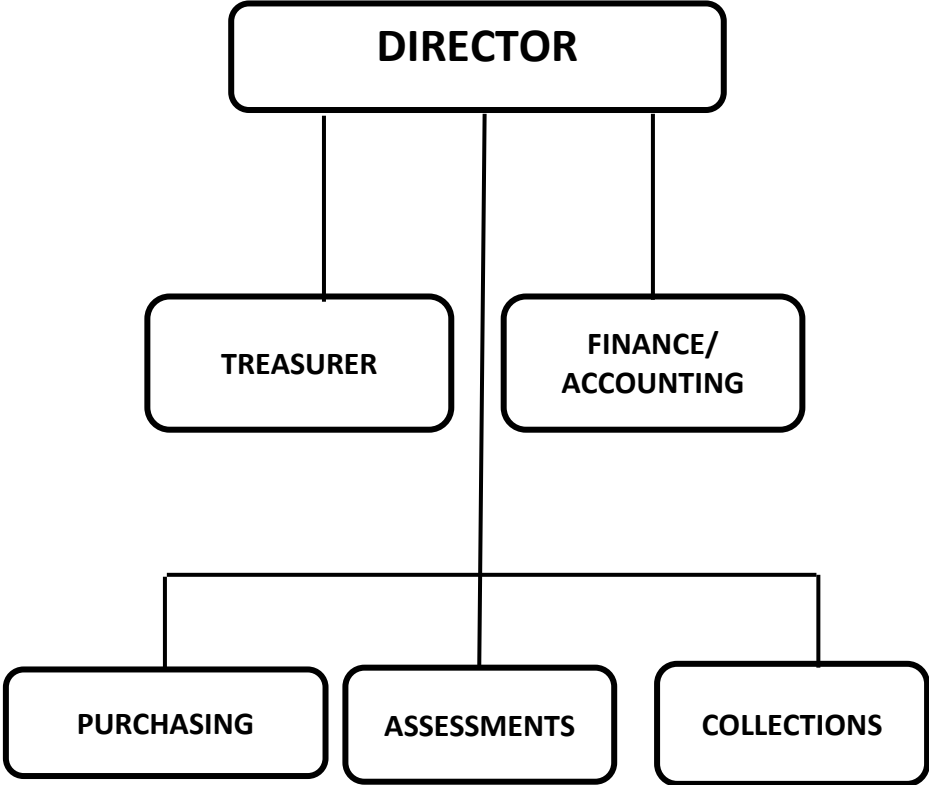 DIRECTOR
TREASURER
FINANCE/
ACCOUNTING
PURCHASING
ASSESSMENTS
COLLECTIONS